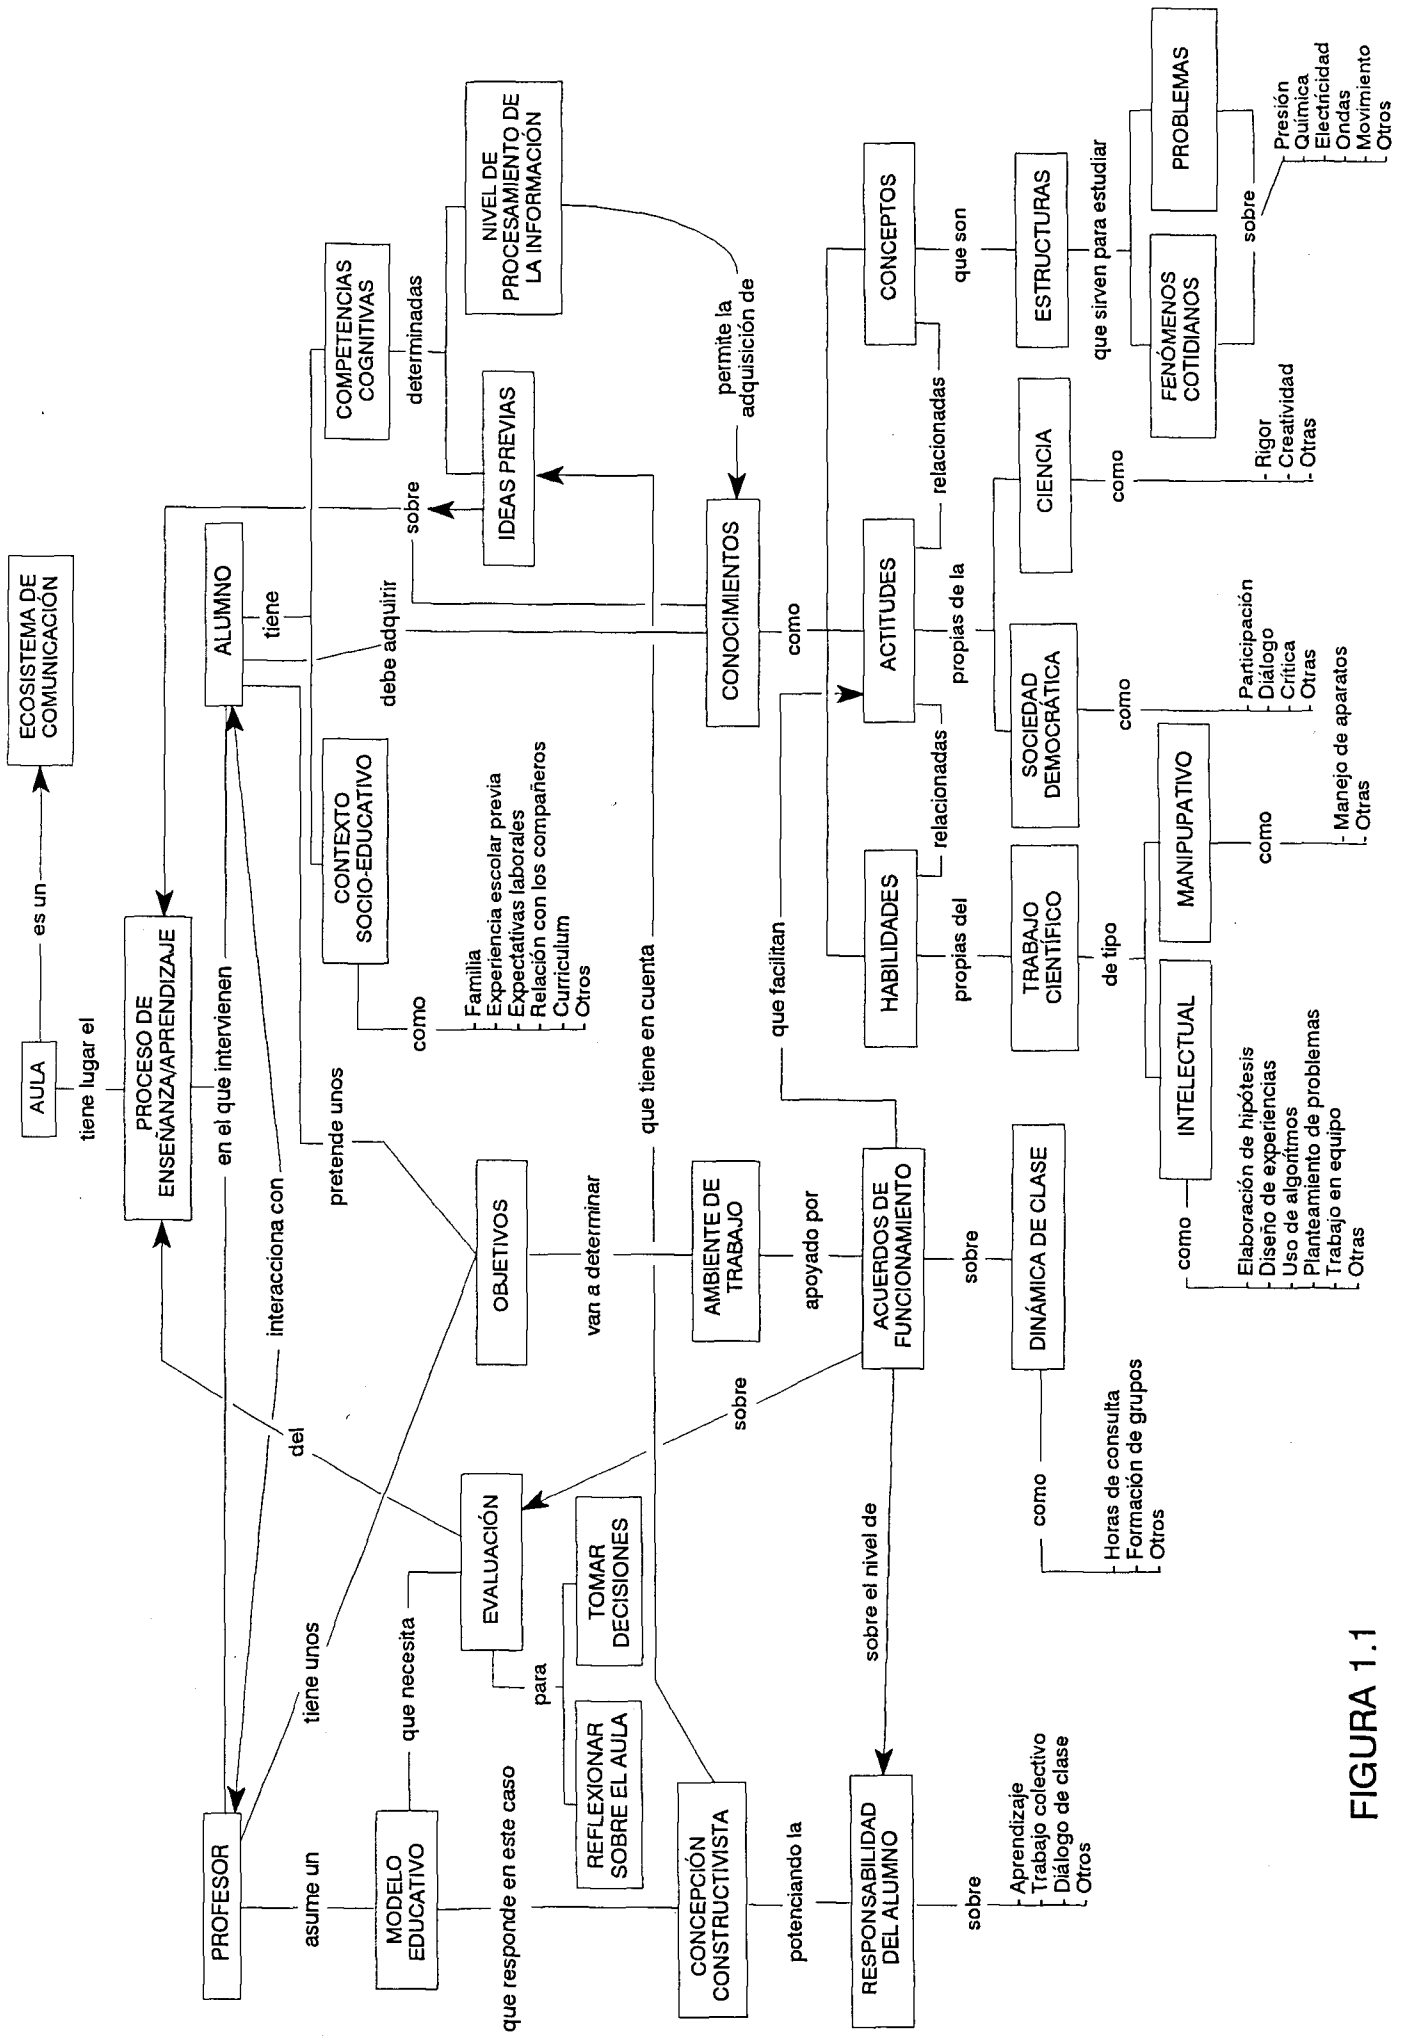 AULA
es un
ECOSISTEMA DE
COMUNICACIÓN
tiene lugar el
PROCESO DE
ENSEÑANZA/APRENDIZAJE
en el que intervienen
PROFESOR
ALUMNO
interacciona con
tiene
asume un
tiene unos
del
pretende unos
debe adquirir
sobre
CONTEXTO
SOCIO-EDUCATIVO
COMPETENCIAS
COGNITIVAS
MODELO
EDUCATIVO
que necesita
como
determinadas
EVALUACIÓN
OBJETIVOS
Familia
Experiencia escolar previa
Expectativas laborales
Relación con los compañeros
Curriculum
Otros
IDEAS PREVIAS
NIVEL DE
PROCESAMIENTO DE
LA INFORMACIÓN
que responde en este caso
para
van a determinar
REFLEXIONAR
SOBRE EL AULA
TOMAR
DECISIONES
que tiene en cuenta
CONCEPCIÓN
CONSTRUCTIVISTA
AMBIENTE DE
TRABAJO
CONOCIMIENTOS
permite la
adquisición de
sobre
potenciando la
apoyado por
que facilitan
como
RESPONSABILIDAD
DEL ALUMNO
sobre el nivel de
ACUERDOS DE
FUNCIONAMIENTO
HABILIDADES
ACTITUDES
CONCEPTOS
relacionadas
relacionadas
sobre
sobre
propias del
propias de la
que son
Aprendizaje
Trabajo colectivo
Diálogo de clase
Otros
DINÁMICA DE CLASE
TRABAJO
CIENTÍFICO
SOCIEDAD
DEMOCRÁTICA
CIENCIA
ESTRUCTURAS
como
de tipo
como
como
que sirven para estudiar
Horas de consulta
Formación de grupos
Otros
INTELECTUAL
MANIPUPATIVO
FENÓMENOS
COTIDIANOS
PROBLEMAS
como
como
sobre
Elaboración de hipótesis
Diseño de experiencias
Uso de algorítmos
Planteamiento de problemas
Trabajo en equipo
Otras
Participación
Diálogo
Crítica
Otras
- Rigor
- Creatividad
- Otras
- Manejo de aparatos
- Otras
Presión
Química
Electricidad
Ondas
Movimiento
Otros
FIGURA 1.1